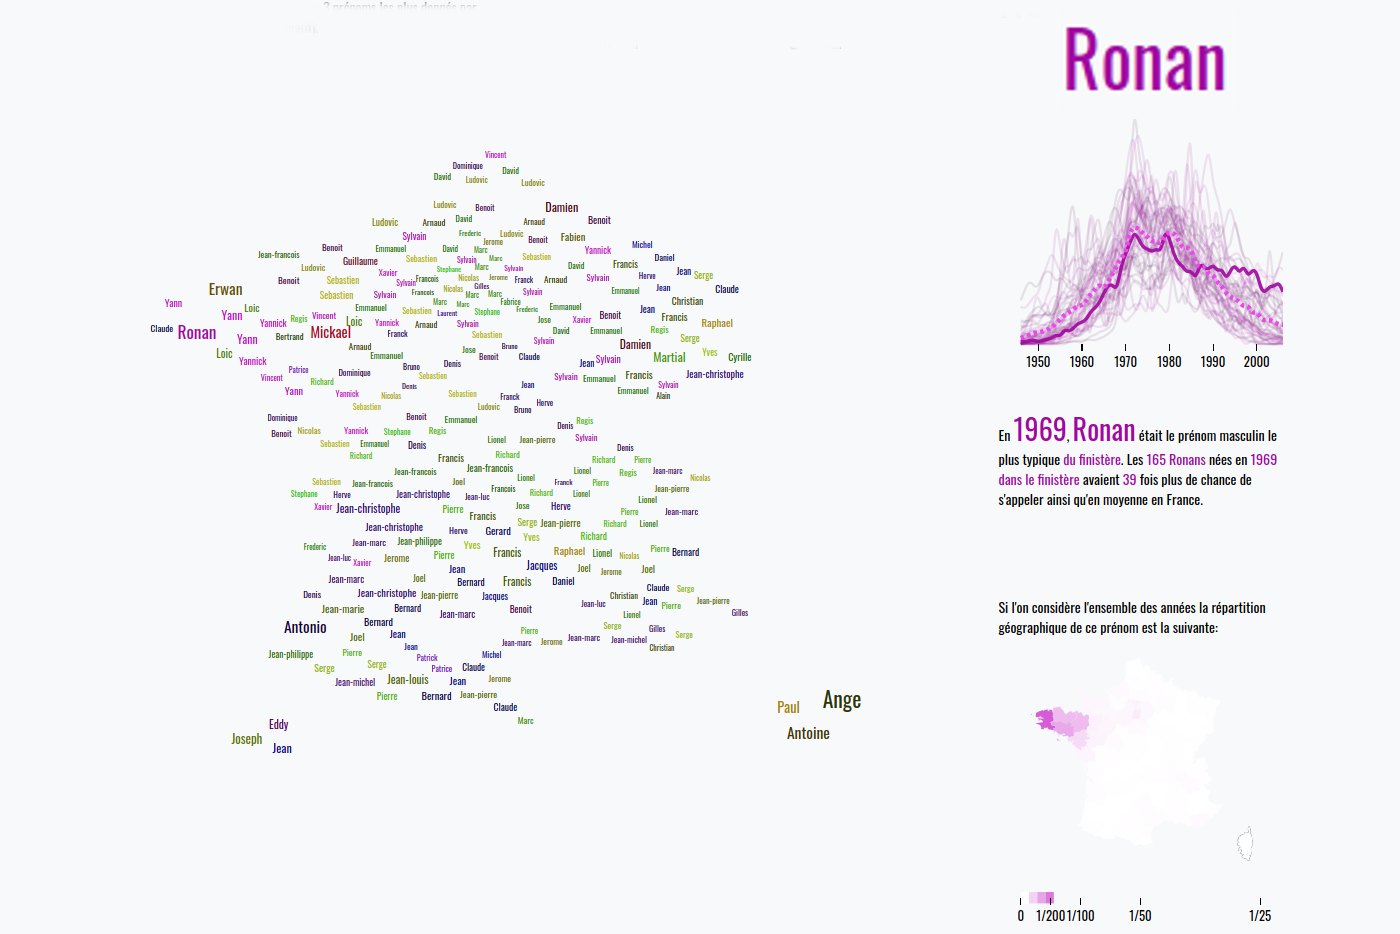 Ronan
Vincent
Dominique
David
David
Ludovic
Ludovic
Ludovic
Benoit
Damien
Ludovic
Arnaud
David
Arnaud
Benoit
Sylvain
Frederic
Ludovic
Jerome
Benoit
Fabien
Jean-francois
Benoit
Emmanuel
David
Marc
Yannick
Michel
Guillaume
Sebastien
Sylvain
Marc
Sebastien
Daniel
Ludovic
Xavier
Stephane
Marc
Sylvain
David
Francis
Jean
Serge
Benoit
Sebastien
Sylvain
Francois
Nicolas
Jerome
Franck
Arnaud
Sylvain
Herve
Erwan
Sebastien
Sylvain
Francois
Nicolas
Gilles
Marc
Marc
Sylvain
Emmanuel
Jean
Claude
Yann
Loic
Emmanuel
Marc
Marc
Fabrice
Emmanuel
Jean
Christian
Yann
Yannick
Regis
Vincent
Loic
Yannick
Sebastien
Laurent
Stephane
Frederic
Jose
Xavier
Benoit
Francis
Raphael
Claude
Ronan
Yann
Bertrand
Mickael
Franck
Arnaud
Sylvain
Sebastien
David
Emmanuel
Regis
Serge
Loic
Yannick
Arnaud
Emmanuel
Jose
Bruno
Sylvain
Damien
Yves
Benoit
Claude
Jean
Sylvain
Martial
Cyrille
Vincent
Patrice
Richard
Dominique
Bruno
Denis
Sebastien
Sylvain
Emmanuel
Francis
Jean-christophe
Yann
Yannick
Nicolas
Denis
Sebastien
Jean
Emmanuel
Sylvain
Alain
Sebastien
Franck
Herve
Ludovic
Bruno
Dominique
Benoit
Emmanuel
Denis
Regis
Benoit
Nicolas
Yannick
Stephane
Regis
Sebastien
Emmanuel
Denis
Lionel
Jean-pierre
Sylvain
Denis
Richard
Francis
Richard
Richard
Pierre
Jean-francois
Jean-francois
Lionel
Regis
Jean-marc
Nicolas
Sebastien
Jean-francois
Joel
Lionel
Franck
Pierre
Jean-pierre
Stephane
Herve
Jean-christophe
Jean-luc
Francois
Richard
Lionel
Lionel
Xavier
Jean-christophe
Pierre
Jose
Herve
Pierre
Jean-marc
Francis
Jean-christophe
Herve
Gerard
Serge
Jean-pierre
Richard
Lionel
Frederic
Jean-marc
Jean-philippe
Yves
Yves
Richard
Jean-luc
Xavier
Jerome
Pierre
Francis
Raphael
Lionel
Nicolas
Pierre
Bernard
Jean
Jacques
Joel
Jerome
Joel
Jean-marc
Joel
Bernard
Francis
Daniel
Denis
Jean-christophe
Jean-pierre
Jacques
Christian
Claude
Serge
Jean-marie
Bernard
Jean-marc
Benoit
Jean-luc
Jean
Pierre
Jean-pierre
Lionel
Gilles
Antonio
Bernard
Joel
Jean
Pierre
Serge
Gilles
Serge
Jean
Jean-marc
Jerome
Jean-marc
Jean-michel
Christian
Jean-philippe
Pierre
Patrick
Michel
Serge
Serge
Patrice
Claude
Jean-michel
Jean-louis
Jean
Jerome
Pierre
Bernard
Jean-pierre
Claude
Marc
Paul
Ange
Antoine
Eddy
Joseph
Jean
1950 1960 1970 1980 1990 2000
En 1969, Ronan était le prénom masculin le
plus typique du finistère. Les 165 Ronans nées en 1969
dans le finistère avaient 39 fois plus de chance de
s'appeler ainsi qu'en moyenne en France.
Si l'on considère l'ensemble des années la répartition
géographique de ce prénom est la suivante:
0 1/200 1/100 1/50 1/25